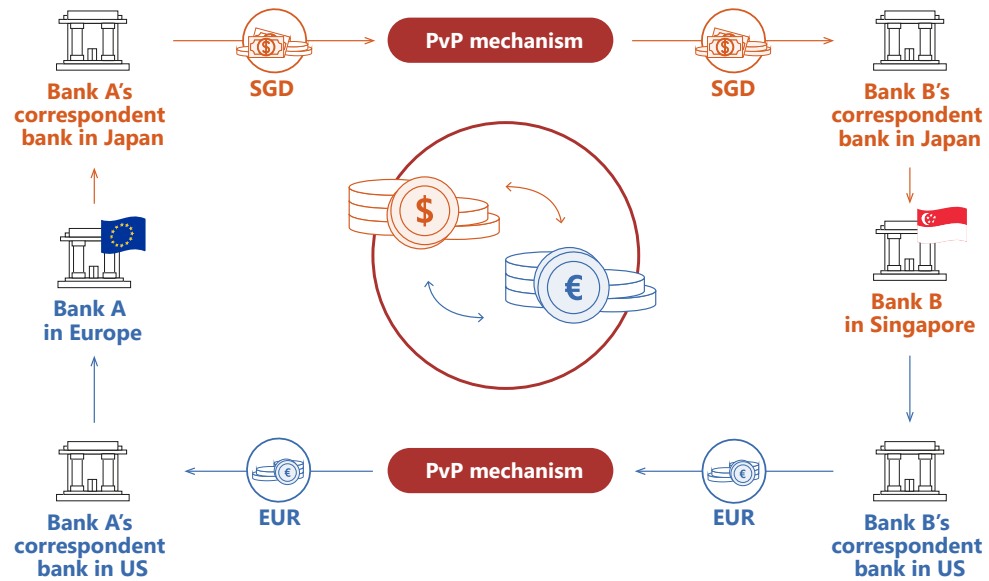 PvP mechanism
SGD
SGD
Bank A’s
correspondent
bank in Japan
Bank B’s
correspondent
bank in Japan
$
€
Bank A
in Europe
Bank B
in Singapore
PvP mechanism
EUR
EUR
Bank A’s
correspondent
bank in US
Bank B’s
correspondent
bank in US